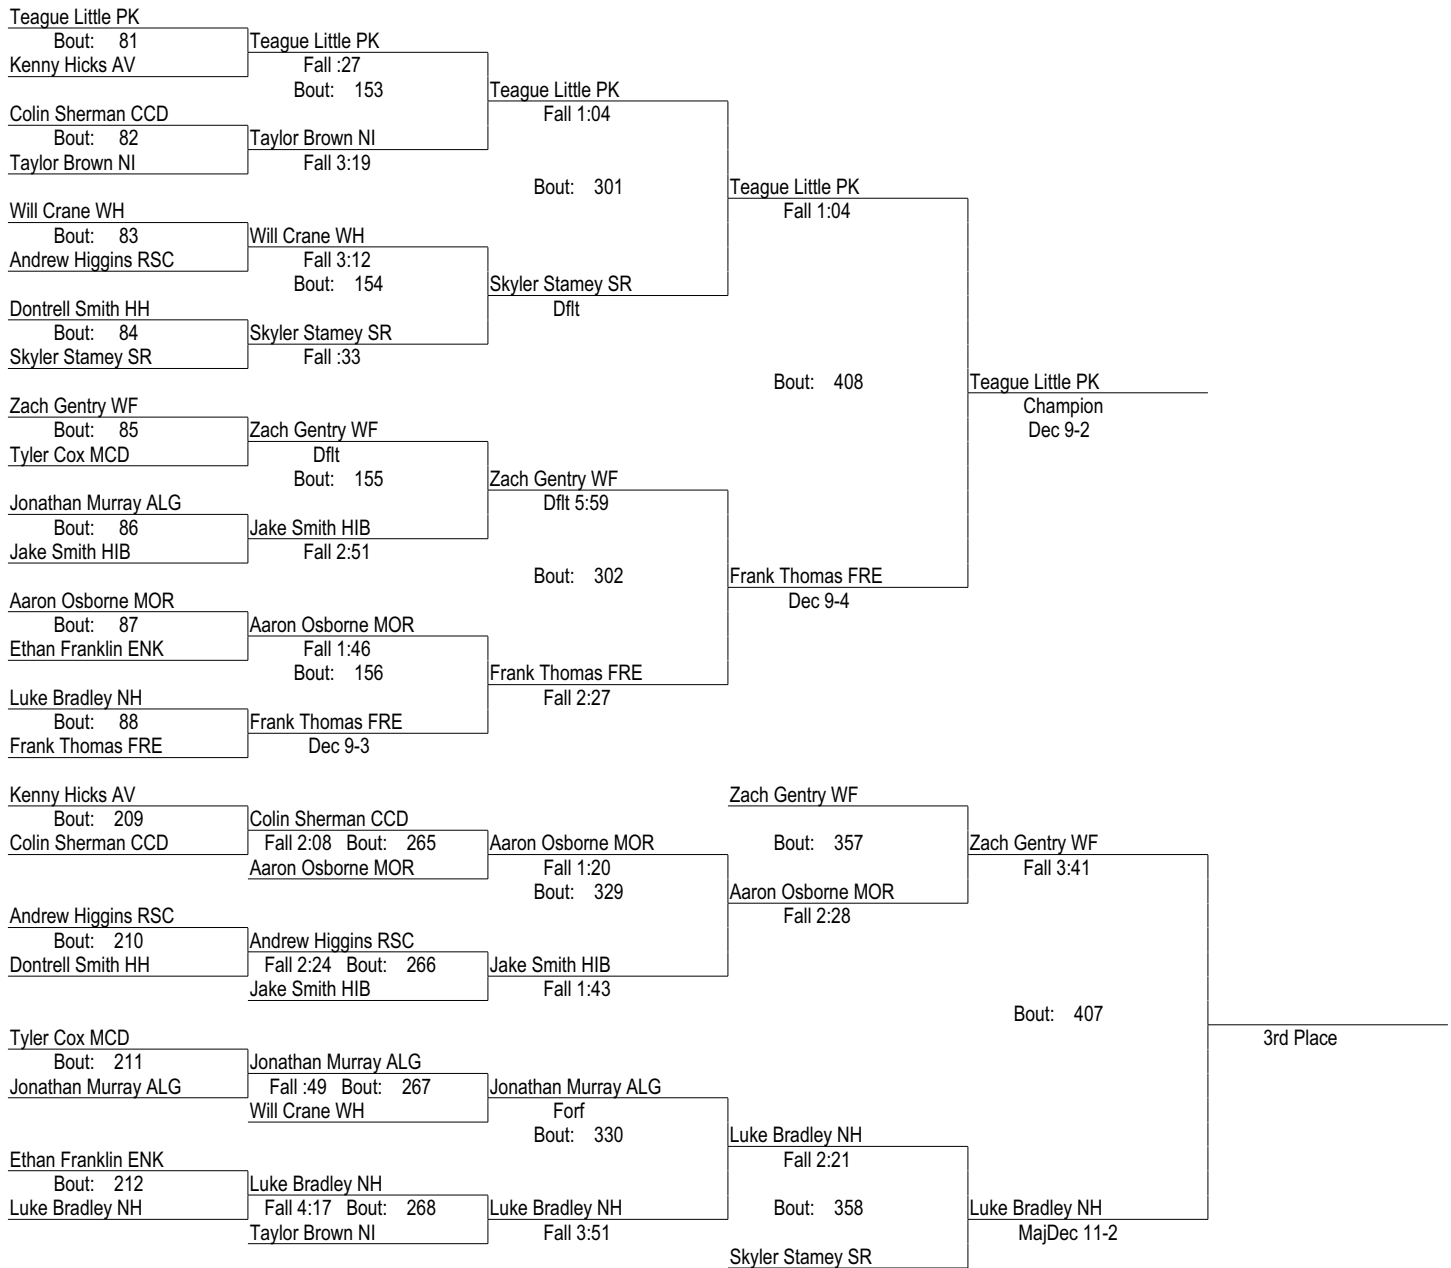 Teague Little PK
Bout: 81
Kenny Hicks AV
Teague Little PK
Fall :27
Bout: 153
Colin Sherman CCD
Bout: 82
Taylor Brown NI
Taylor Brown NI
Fall 3:19
Teague Little PK
Fall 1:04
Bout: 301
Will Crane WH
Bout: 83
Andrew Higgins RSC
Will Crane WH
Fall 3:12
Bout: 154
Dontrell Smith HH
Bout: 84
Skyler Stamey SR
Skyler Stamey SR
Fall :33
Skyler Stamey SR
Dflt
Teague Little PK
Fall 1:04
Bout: 408
Teague Little PK
Champion
Dec 9-2
Zach Gentry WF
Bout: 85
Tyler Cox MCD
Zach Gentry WF
Dflt
Bout: 155
Jonathan Murray ALG
Bout: 86
Jake Smith HIB
Jake Smith HIB
Fall 2:51
Zach Gentry WF
Dflt 5:59
Bout: 302
Aaron Osborne MOR
Bout: 87
Ethan Franklin ENK
Aaron Osborne MOR
Fall 1:46
Bout: 156
Luke Bradley NH
Bout: 88
Frank Thomas FRE
Frank Thomas FRE
Dec 9-3
Frank Thomas FRE
Fall 2:27
Frank Thomas FRE
Dec 9-4
Kenny Hicks AV
Bout: 209
Colin Sherman CCD
Colin Sherman CCD
Fall 2:08 Bout: 265
Aaron Osborne MOR
Aaron Osborne MOR
Fall 1:20
Bout: 329
Andrew Higgins RSC
Bout: 210
Dontrell Smith HH
Andrew Higgins RSC
Fall 2:24 Bout: 266
Jake Smith HIB
Jake Smith HIB
Fall 1:43
Zach Gentry WF
Bout: 357
Aaron Osborne MOR
Fall 2:28
Zach Gentry WF
Fall 3:41
Bout: 407
3rd Place
Tyler Cox MCD
Bout: 211
Jonathan Murray ALG
Jonathan Murray ALG
Fall :49 Bout: 267
Will Crane WH
Jonathan Murray ALG
Forf
Bout: 330
Ethan Franklin ENK
Bout: 212
Luke Bradley NH
Luke Bradley NH
Fall 4:17 Bout: 268
Taylor Brown NI
Luke Bradley NH
Fall 3:51
Luke Bradley NH
Fall 2:21
Bout: 358
Skyler Stamey SR
Luke Bradley NH
MajDec 11-2